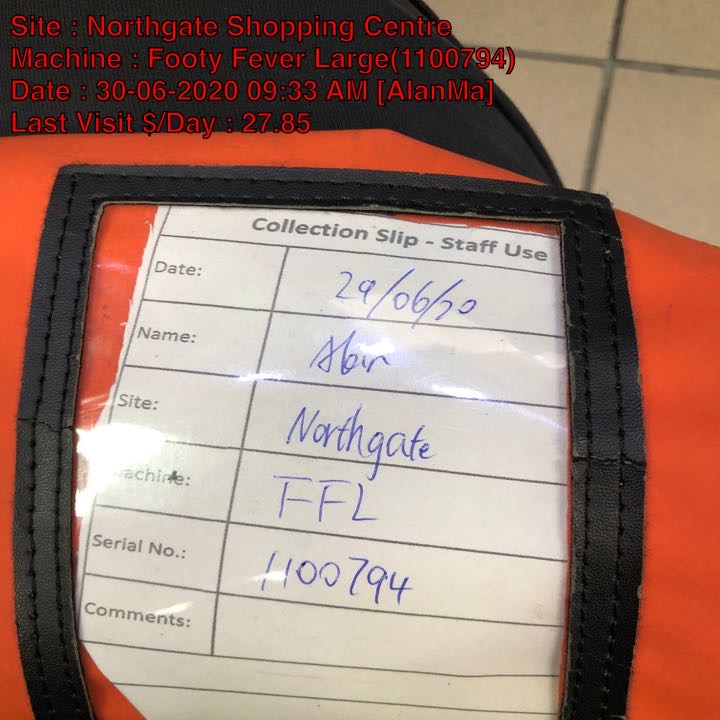 Site : Northgate Shopping Centre
Machine : Footy Fever Large(1100794)
Date : 30-06-2020 09:33 AM [AlanMa]
Last Visit $/Day : 27.85
Collection Slip - Staff Use
Date: 29/06/20
Name:
Site: Northgate
Machine: FFL
Serial No.: 1100794
Comments: